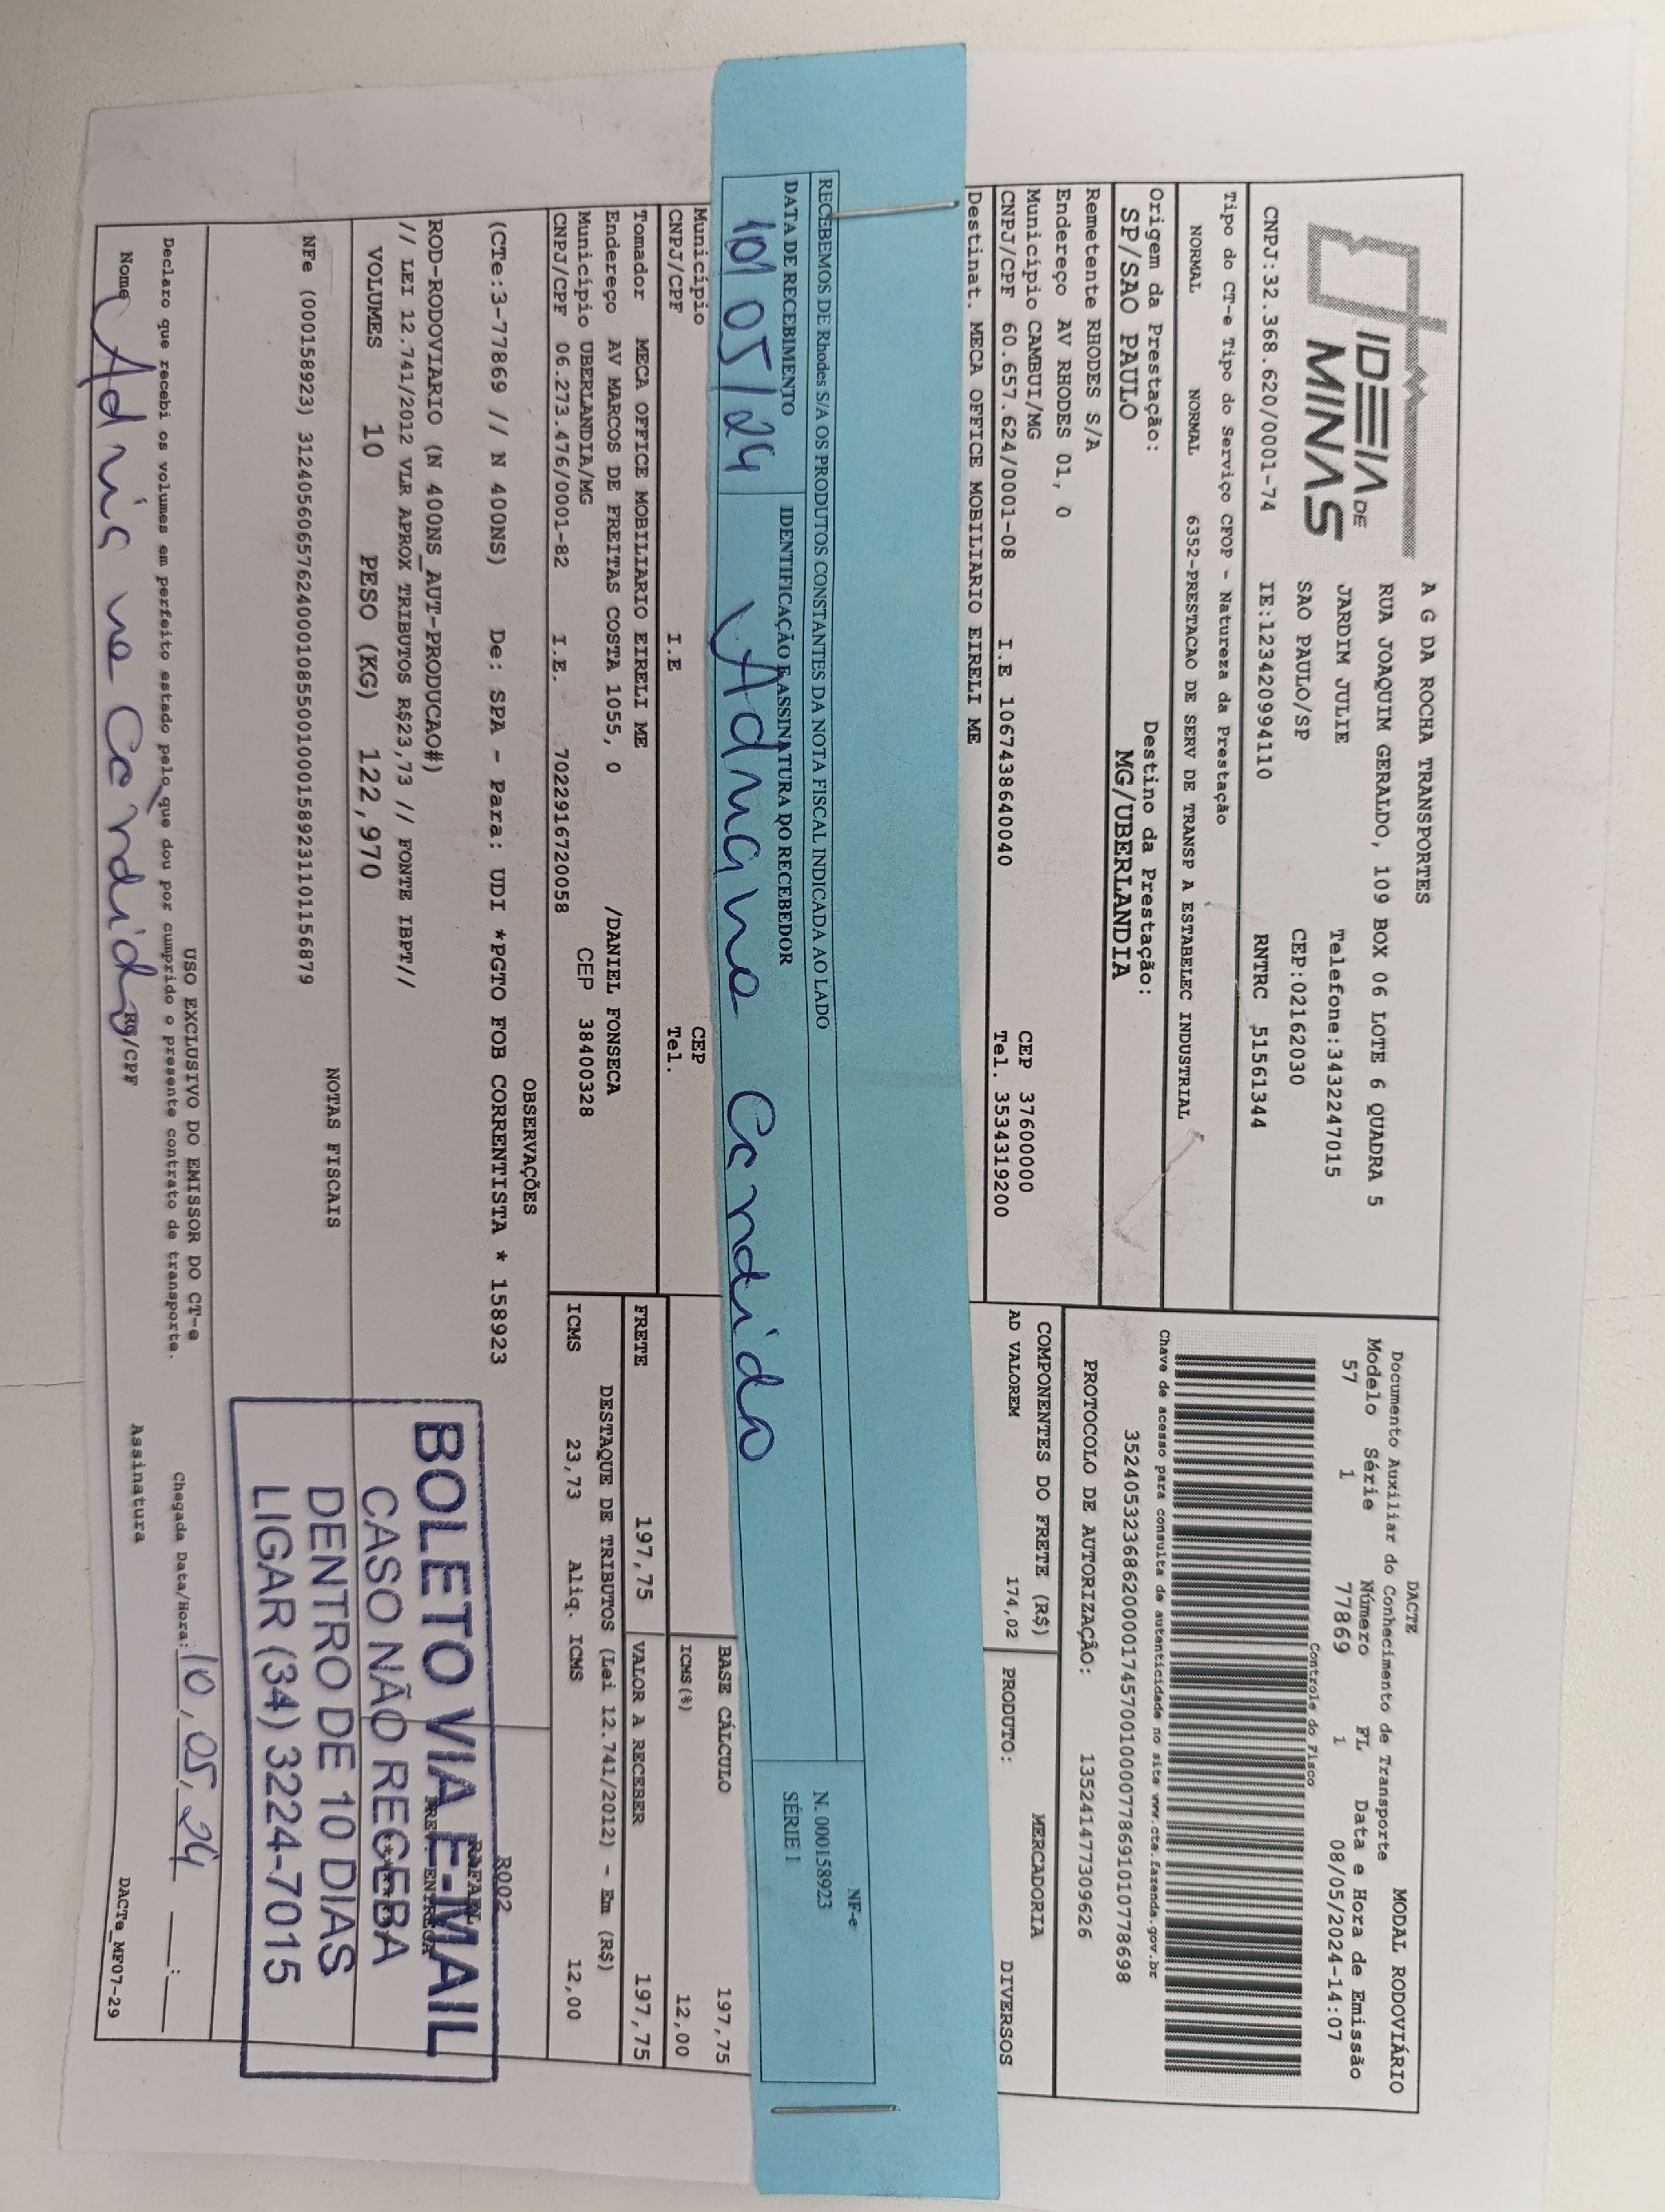 IDEIA DE
MINAS
A G DA ROCHA TRANSPORTES
RUA JOAQUIM GERALDO, 109 BOX 06 LOTE 6 QUADRA 5
JARDIM JULIE Telefone:3432247015
SAO PAULO/SP CEP:02162030
CNPJ:32.368.620/0001-74 IE:123420994110 RNTRC 51561344
DACTE MODAL RODOVIÁRIO
Documento Auxiliar do Conhecimento de Transporte
Modelo Série Número FL Data e Hora de Emissão
57 1 77869 1 08/05/2024-14:07
Controle do Fisco
Tipo do CT-e Tipo do Serviço CFOP - Natureza da Prestação
NORMAL NORMAL 6352-PRESTACAO DE SERV DE TRANSP A ESTABELEC INDUSTRIAL
Chave de acesso para consulta de autenticidade no site www.cte.fazenda.gov.br
35240532368620000174570010000778691010778698
Origem da Prestação: Destino da Prestação:
SP/SAO PAULO MG/UBERLANDIA
PROTOCOLO DE AUTORIZAÇÃO: 135241477309626
Remetente RHODES S/A
Endereço AV RHODES 01, 0
Município CAMBUI/MG CEP 37600000
CNPJ/CPF 60.657.624/0001-08 I.E 1067438640040 Tel. 3534319200
COMPONENTES DO FRETE (R$) MERCADORIA
AD VALOREM 174,02 PRODUTO: DIVERSOS
Destinat. MECA OFFICE MOBILIARIO EIRELI ME
RECEBEMOS DE Rhodes S/A OS PRODUTOS CONSTANTES DA NOTA FISCAL INDICADA AO LADO
NF-e
N. 000158923
SÉRIE 1
DATA DE RECEBIMENTO IDENTIFICAÇÃO E ASSINATURA DO RECEBEDOR
10/05/24 Adriano Candido
Município CEP
CNPJ/CPF I.E Tel.
BASE CÁLCULO 197,75
ICMS(%) 12,00
Tomador MECA OFFICE MOBILIARIO EIRELI ME
Endereço AV MARCOS DE FREITAS COSTA 1055, 0 /DANIEL FONSECA
Município UBERLANDIA/MG CEP 38400328
CNPJ/CPF 06.273.476/0001-82 I.E. 7022916720058
FRETE 197,75 VALOR A RECEBER 197,75
DESTAQUE DE TRIBUTOS (Lei 12.741/2012) - Em (R$)
ICMS 23,73 Aliq. ICMS 12,00
OBSERVAÇÕES
(CTe:3-77869 // N 400NS) De: SPA - Para: UDI *PGTO FOB CORRENTISTA * 158923
R002
ROD-RODOVIARIO (N 400NS_AUT-PRODUCAO#)
// LEI 12.741/2012 VLR APROX TRIBUTOS R$23,73 // FONTE IBPT//
VOLUMES 10 PESO (KG) 122,970
BOLETO VIA E-MAIL
CASO NÃO RECEBA
DENTRO DE 10 DIAS
LIGAR (34) 3224-7015
NOTAS FISCAIS
NFe (000158923) 31240560657624000108550010001589231101156879
USO EXCLUSIVO DO EMISSOR DO CT-e
Declaro que recebi os volumes em perfeito estado pelo que dou por cumprido o presente contrato de transporte.
Chegada Data/Hora: 10/05/24 __:__
Nome Adriano Candido RG/CPF Assinatura
DACTe_MF07-29